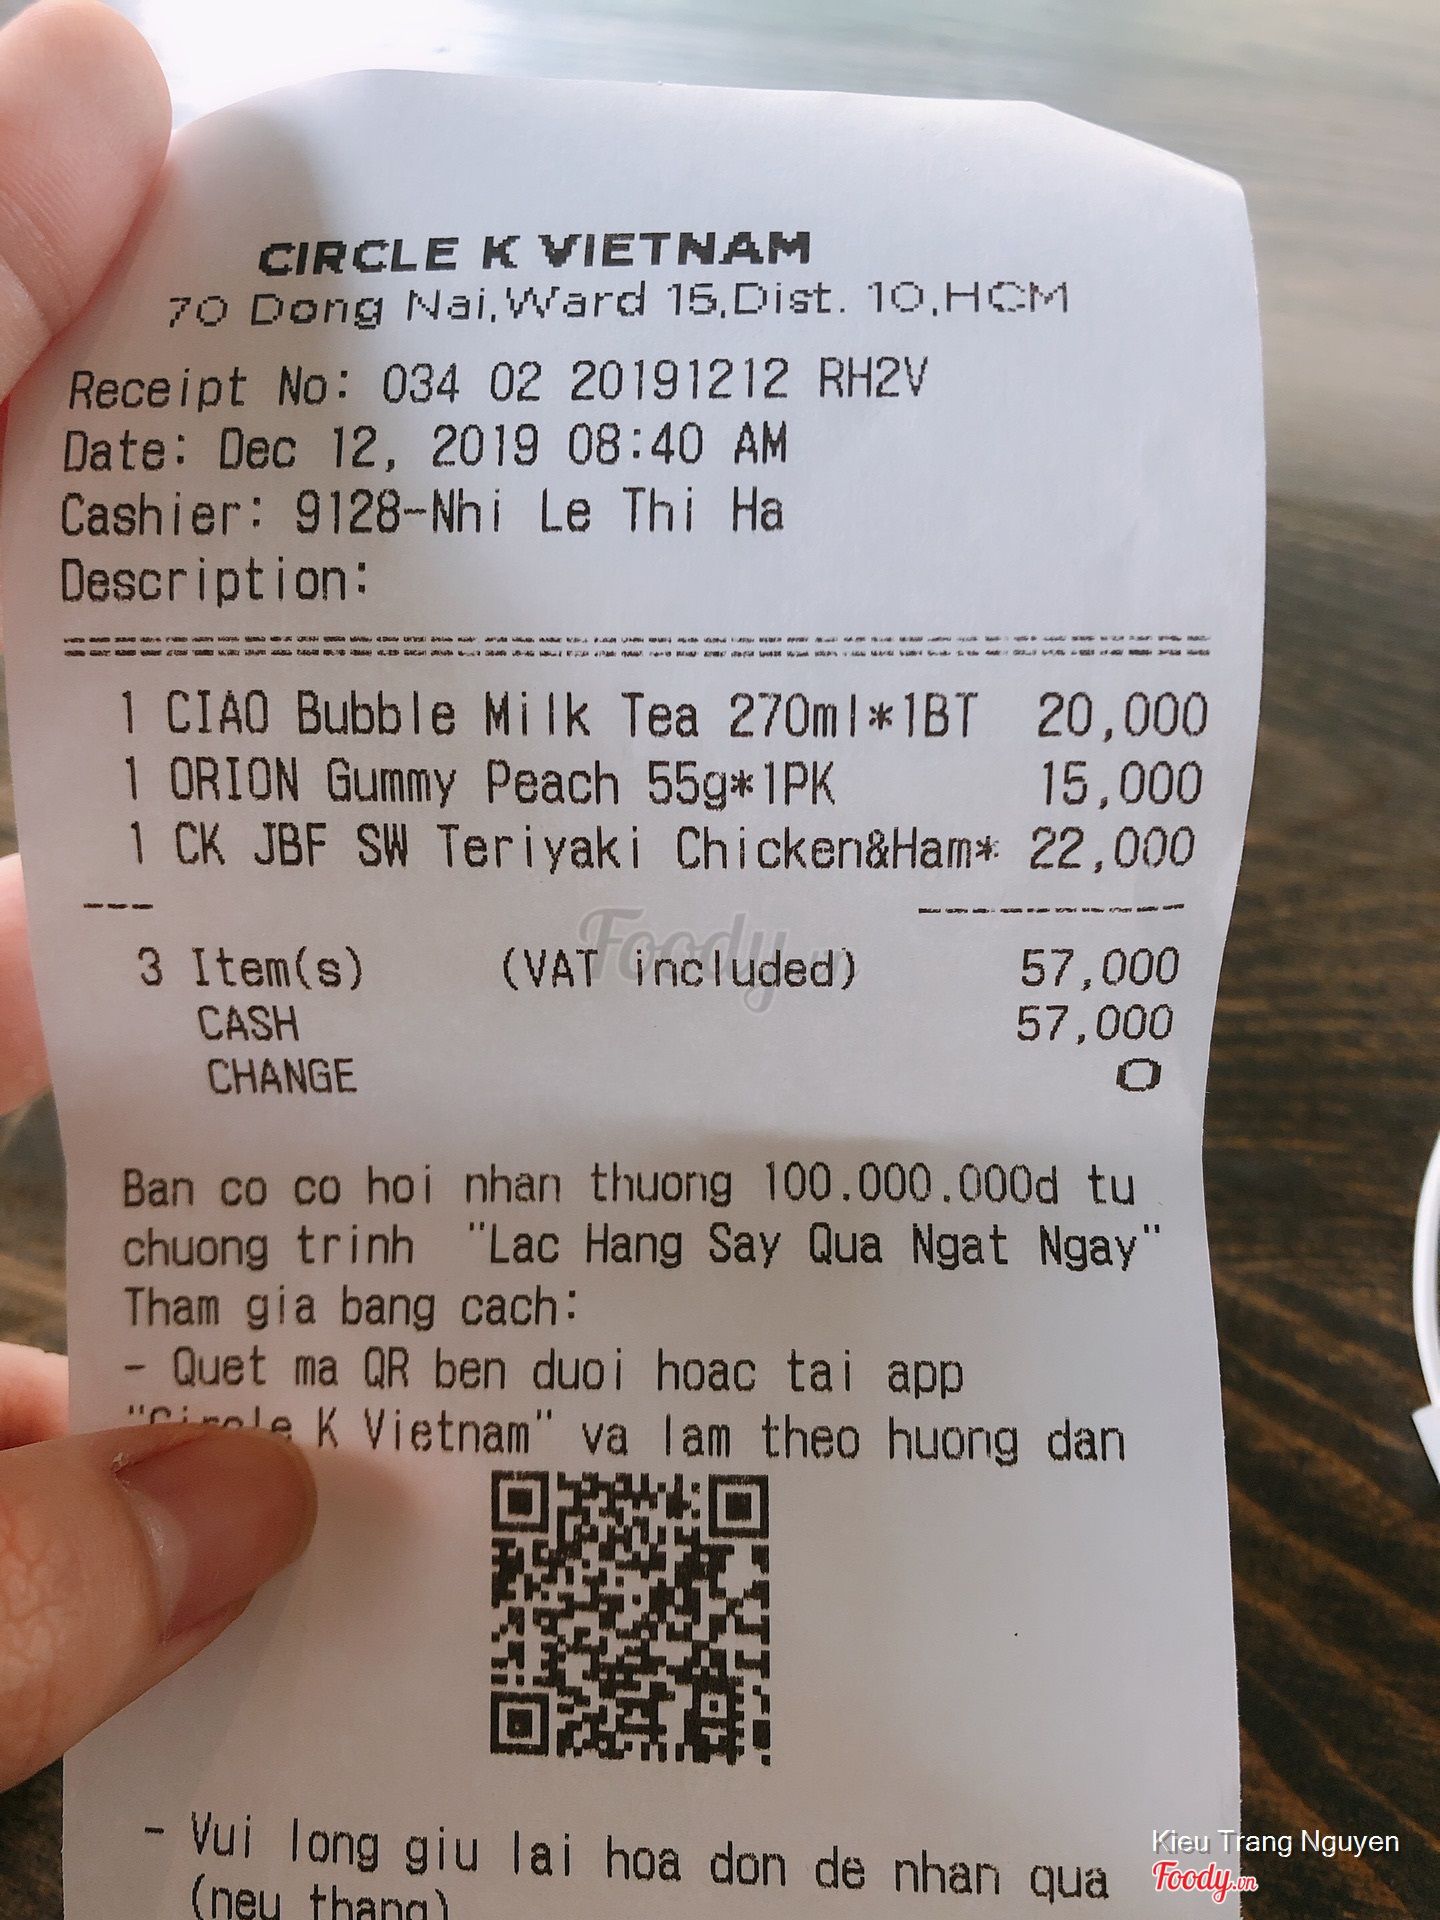 CIRCLE K VIETNAM
70 Dong Nai,Ward 15,Dist. 10,HCM
Receipt No: 034 02 20191212 RH2V
Date: Dec 12, 2019 08:40 AM
Cashier: 9128-Nhi Le Thi Ha
Description:
1 CIAO Bubble Milk Tea 270ml*1BT 20,000
1 ORION Gummy Peach 55g*1PK 15,000
1 CK JBF SW Teriyaki Chicken&Ham* 22,000
3 Item(s) (VAT included) 57,000
CASH 57,000
CHANGE 0
Foody.vn
Ban co co hoi nhan thuong 100.000.000d tu
chuong trinh "Lac Hang Say Qua Ngat Ngay"
Tham gia bang cach:
- Quet ma QR ben duoi hoac tai app
"Circle K Vietnam" va lam theo huong dan
- Vui long giu lai hoa don de nhan qua
(neu thang)
Kieu Trang Nguyen
Foody.vn